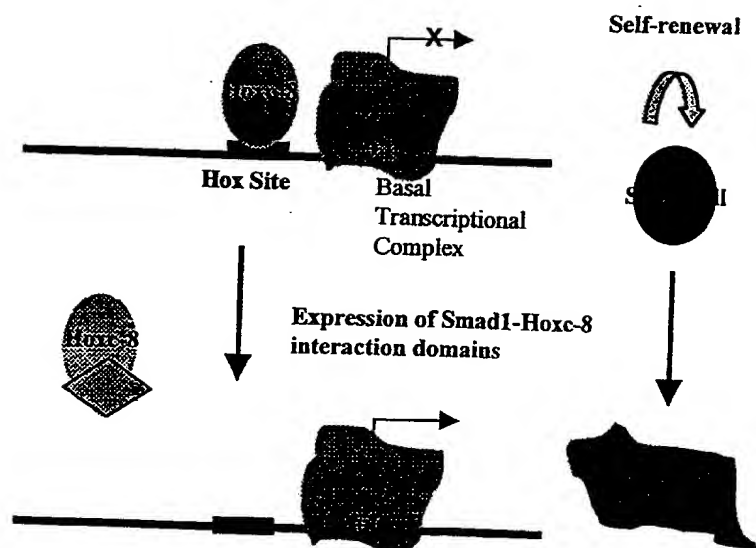 Self-renewal
X
Hox Site
Basal
Transcriptional
Complex
Expression of Smad1-Hoxc-8
interaction domains
Hoxc-8